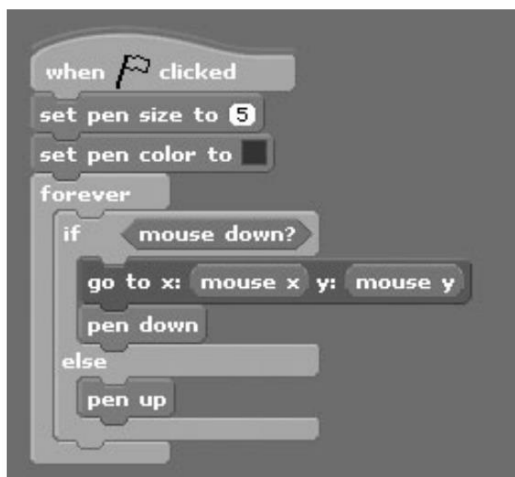 when clicked
set pen size to 5
set pen color to
forever
if mouse down?
go to x: mouse x y: mouse y
pen down
else
pen up